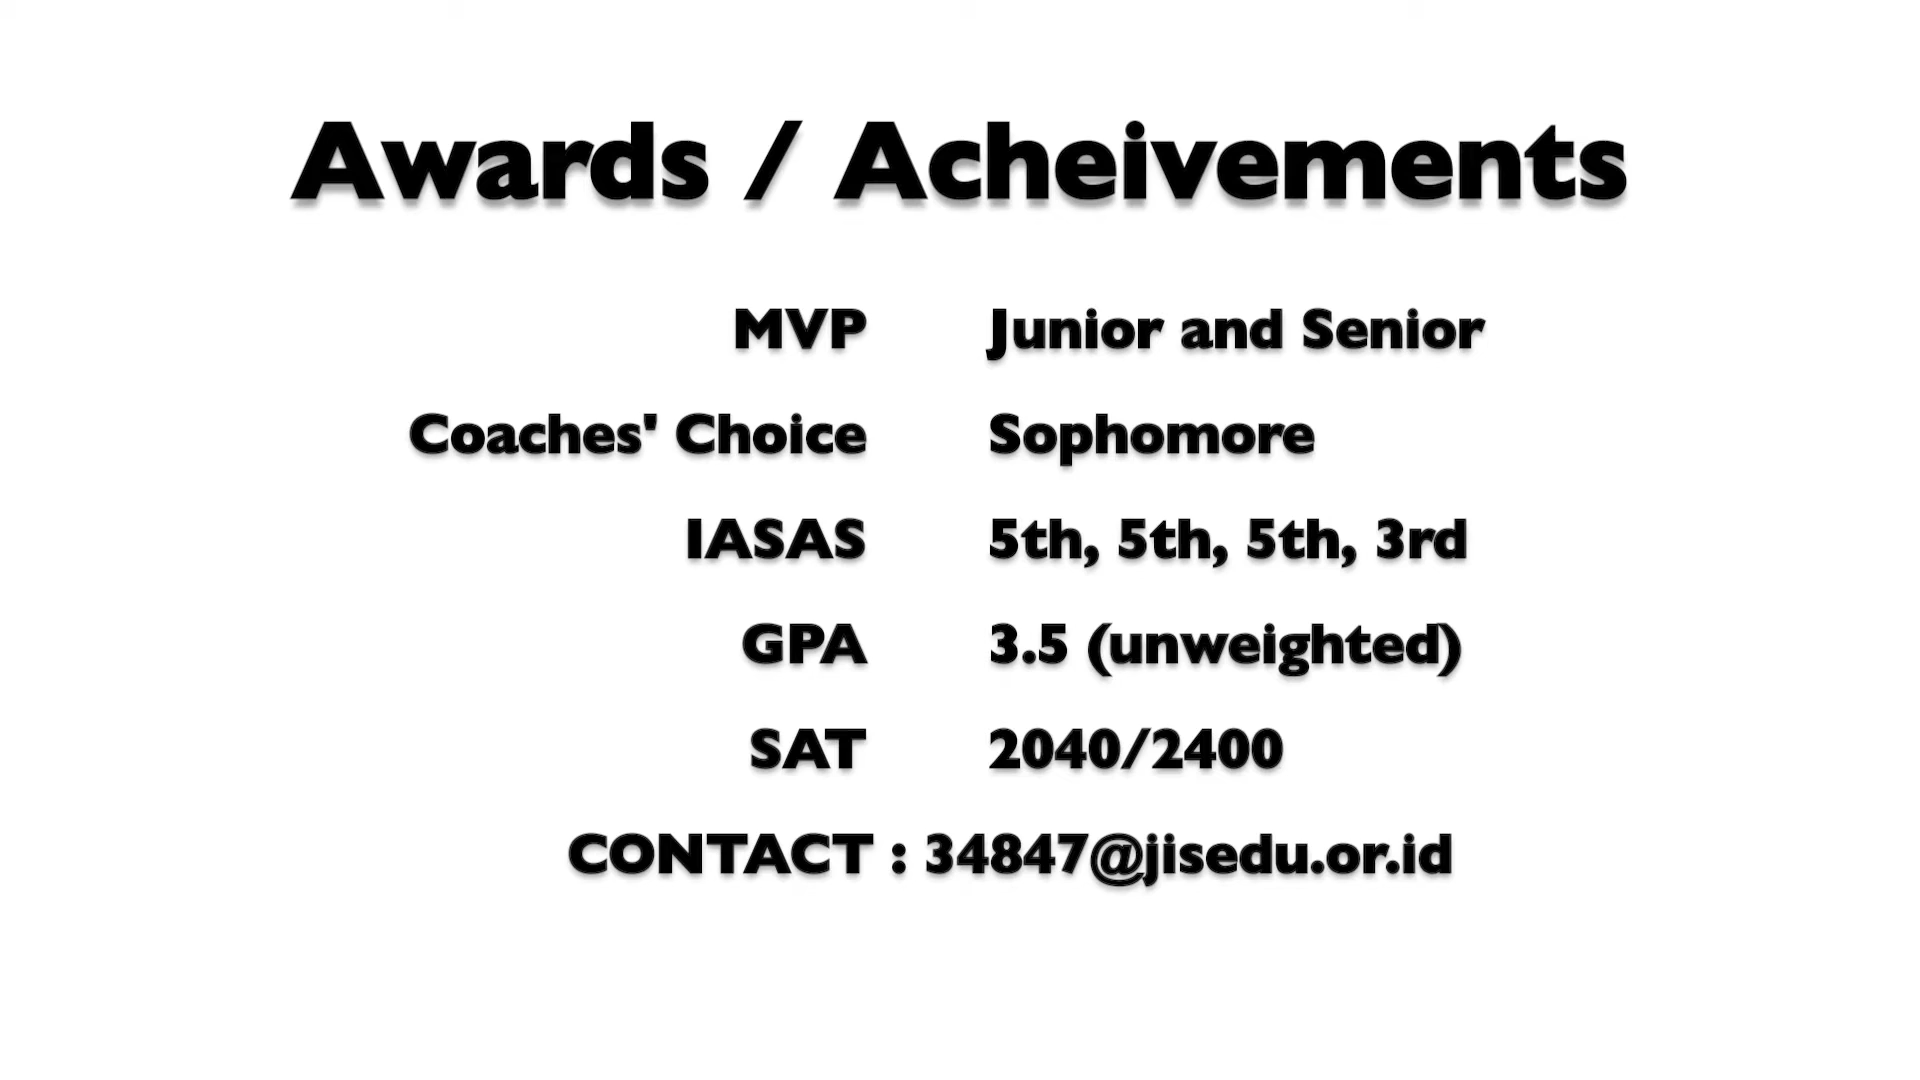 Awards / Acheivements
MVP Junior and Senior
Coaches' Choice Sophomore
IASAS 5th, 5th, 5th, 3rd
GPA 3.5 (unweighted)
SAT 2040/2400
CONTACT : 34847@jisedu.or.id